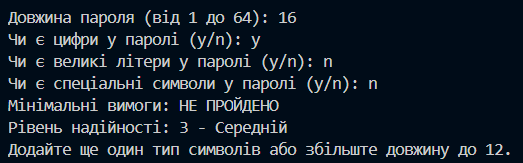 Довжина пароля (від 1 до 64): 16
Чи є цифри у паролі (y/n): y
Чи є великі літери у паролі (y/n): n
Чи є спеціальні символи у паролі (y/n): n
Мінімальні вимоги: НЕ ПРОЙДЕНО
Рівень надійності: 3 - Середній
Додайте ще один тип символів або збільште довжину до 12.